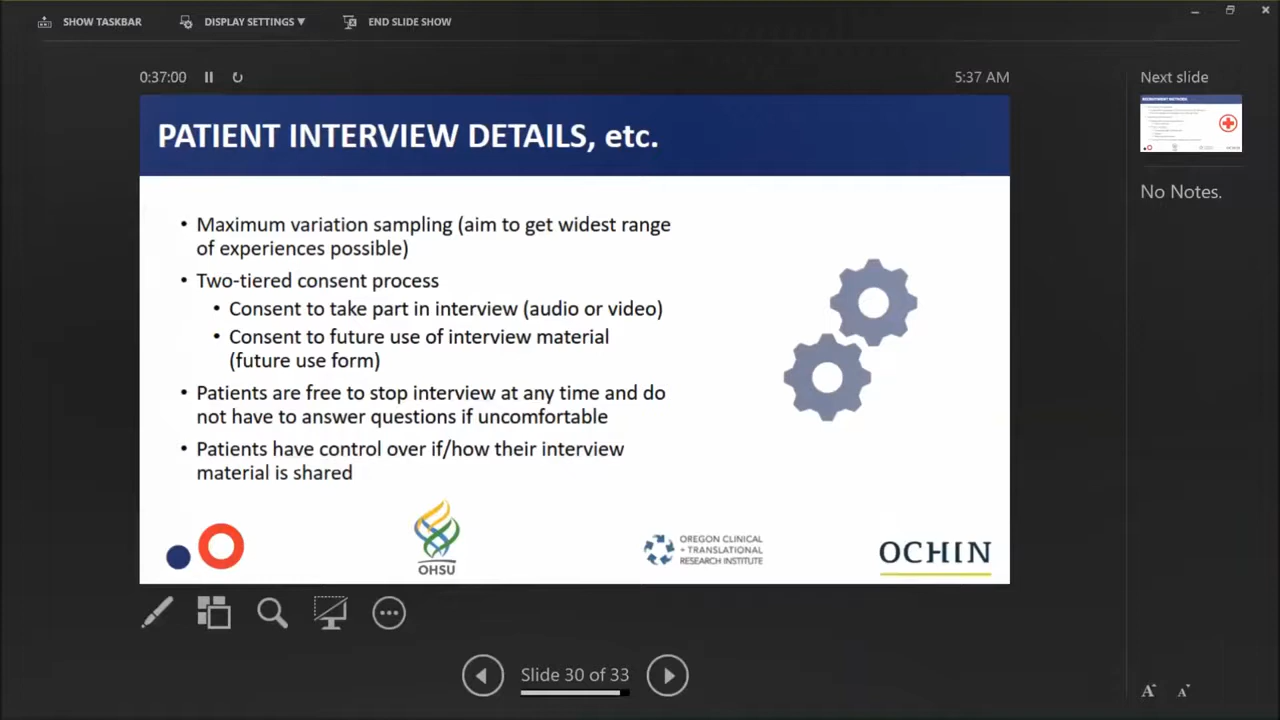 SHOW TASKBAR
DISPLAY SETTINGS ▼
END SLIDE SHOW
0:37:00
5:37 AM
Next slide
PATIENT INTERVIEW DETAILS, etc.
No Notes.
• Maximum variation sampling (aim to get widest range
of experiences possible)
• Two-tiered consent process
• Consent to take part in interview (audio or video)
• Consent to future use of interview material
(future use form)
• Patients are free to stop interview at any time and do
not have to answer questions if uncomfortable
• Patients have control over if/how their interview
material is shared
OHSU
OREGON CLINICAL
+ TRANSLATIONAL
RESEARCH INSTITUTE
OCHIN
Slide 30 of 33
A
A